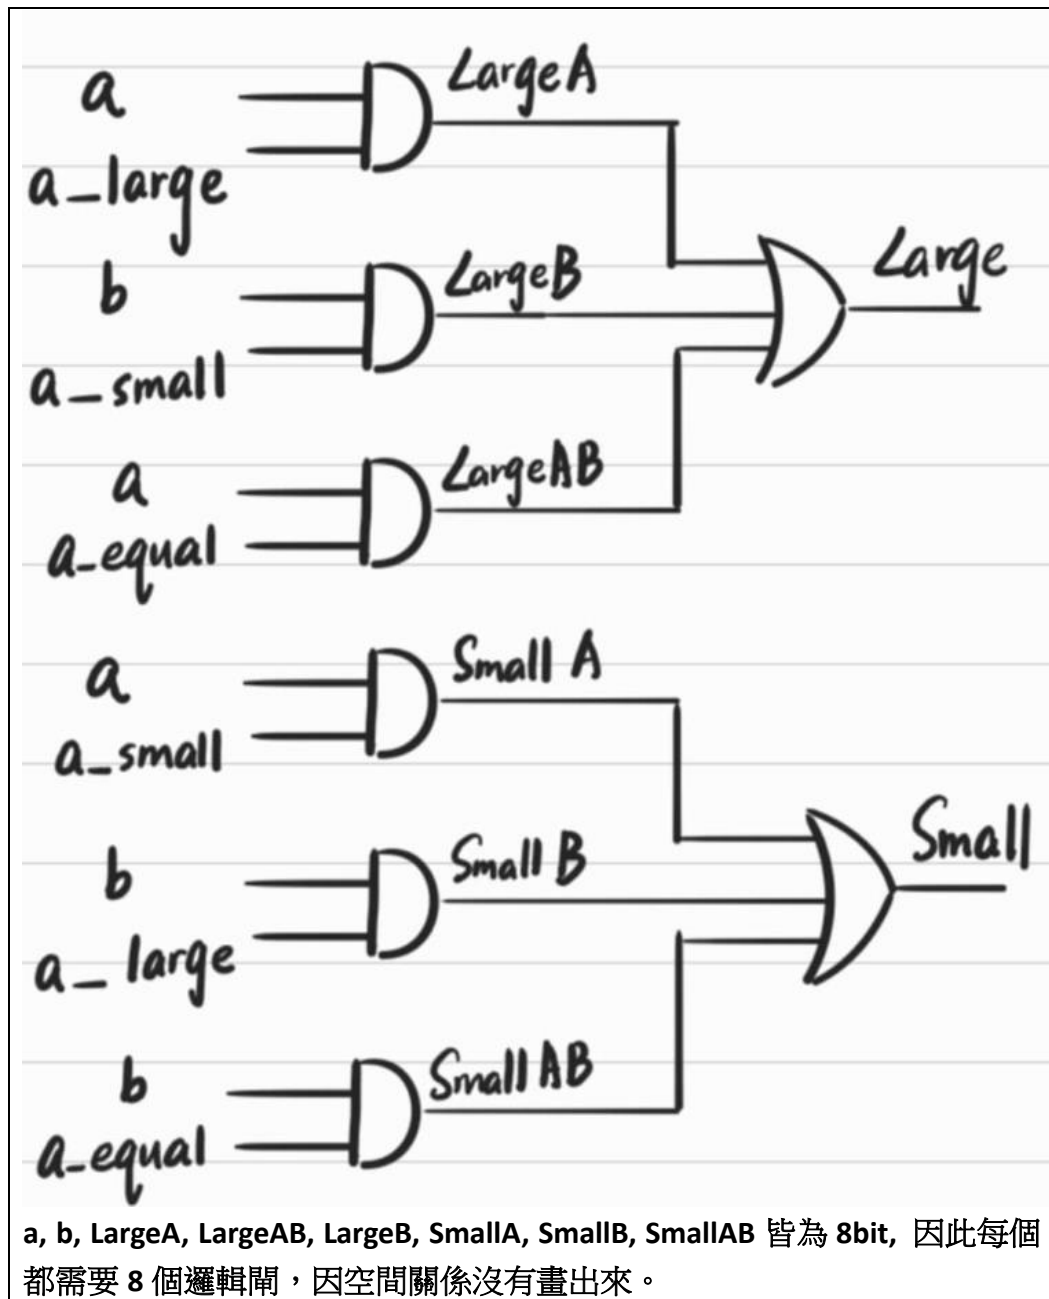 a
LargeA
a_large
Large
b
LargeB
a_small
a
LargeAB
a_equal
a
Small A
a_small
Small
b
Small B
a_large
b
Small AB
a_equal
a, b, LargeA, LargeAB, LargeB, SmallA, SmallB, SmallAB 皆為 8bit, 因此每個
都需要 8 個邏輯閘，因空間關係沒有畫出來。